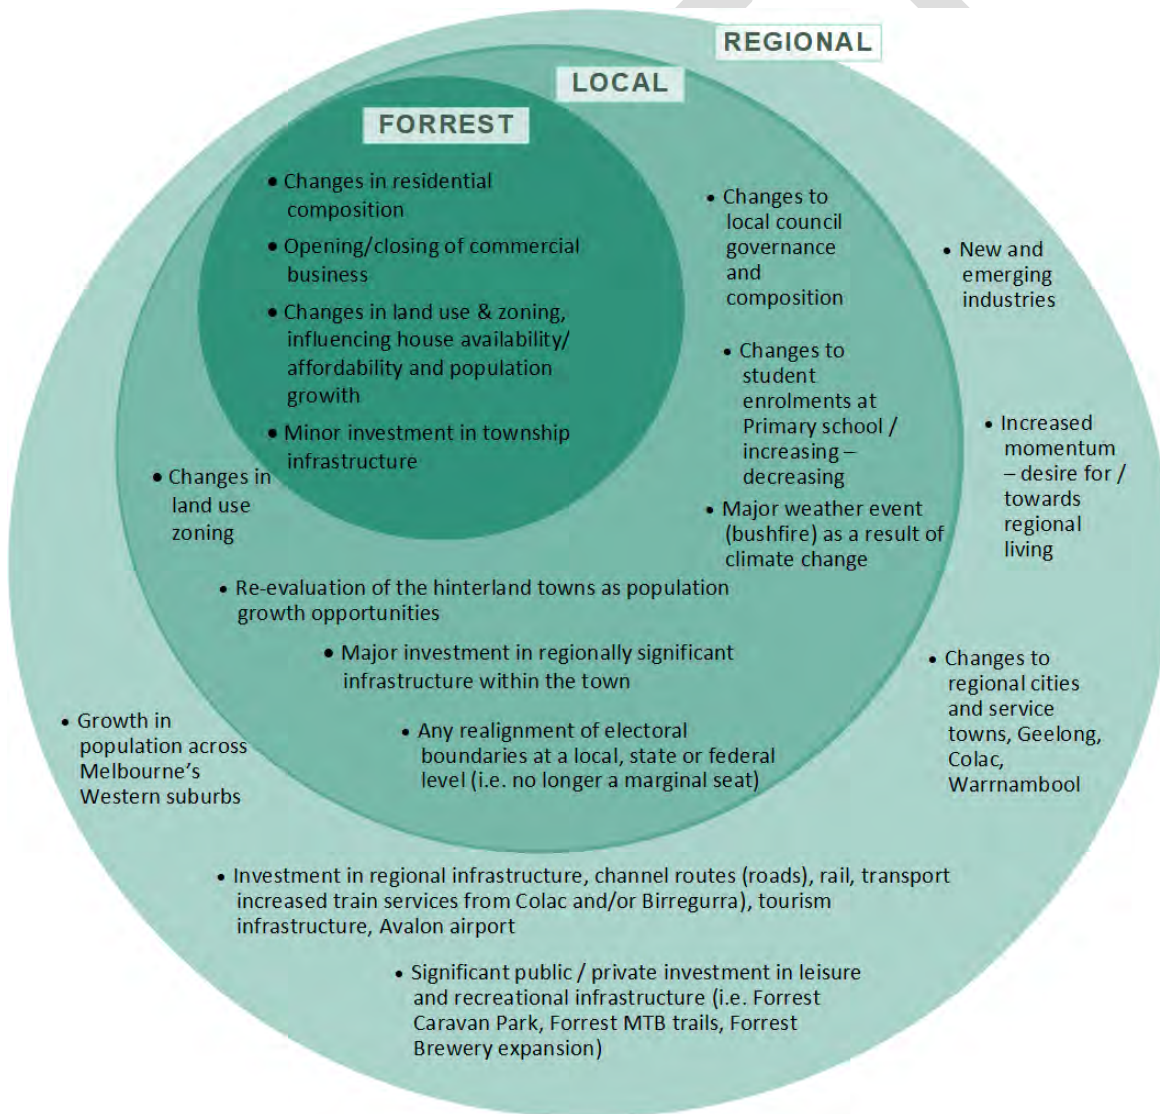 REGIONAL
LOCAL
FORREST
• Changes in residential
composition
• Opening/closing of commercial
business
• Changes in land use & zoning,
influencing house availability/
affordability and population
growth
• Minor investment in township
infrastructure
• Changes to
local council
governance
and
composition
• Changes to
student
enrolments at
Primary school /
increasing –
decreasing
• Major weather event
(bushfire) as a result of
climate change
• Changes in
land use
zoning
• Re-evaluation of the hinterland towns as population
growth opportunities
• Major investment in regionally significant
infrastructure within the town
• Any realignment of electoral
boundaries at a local, state or federal
level (i.e. no longer a marginal seat)
• New and
emerging
industries
• Increased
momentum
– desire for /
towards
regional
living
• Changes to
regional cities
and service
towns, Geelong,
Colac,
Warrnambool
• Growth in
population across
Melbourne's
Western suburbs
• Investment in regional infrastructure, channel routes (roads), rail, transport
increased train services from Colac and/or Birregurra), tourism
infrastructure, Avalon airport
• Significant public / private investment in leisure
and recreational infrastructure (i.e. Forrest
Caravan Park, Forrest MTB trails, Forrest
Brewery expansion)